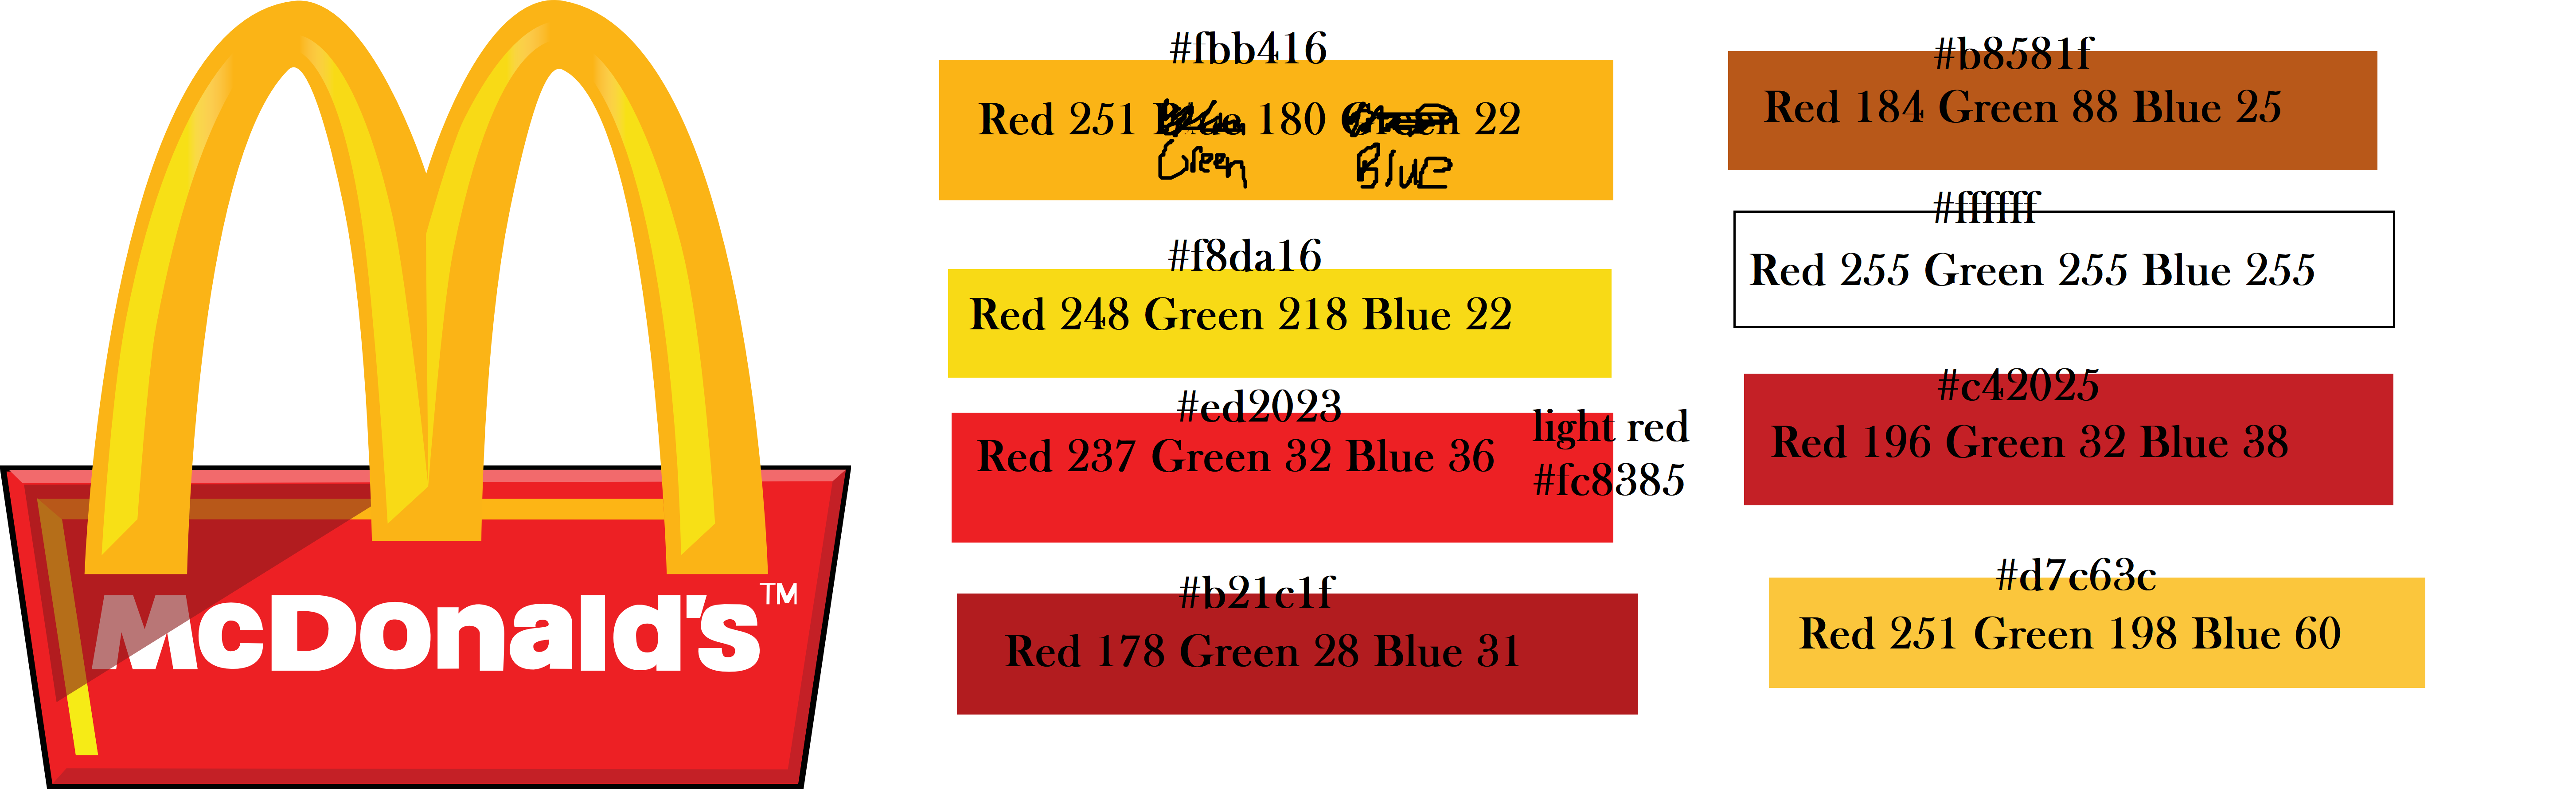 McDonald's™
#fbb416
Red 251 Blue 180 Green 22
Green Blue
#f8da16
Red 248 Green 218 Blue 22
#ed2023
Red 237 Green 32 Blue 36
light red
#fc8385
#b21c1f
Red 178 Green 28 Blue 31
#b8581f
Red 184 Green 88 Blue 25
#ffffff
Red 255 Green 255 Blue 255
#c42025
Red 196 Green 32 Blue 38
#d7c63c
Red 251 Green 198 Blue 60